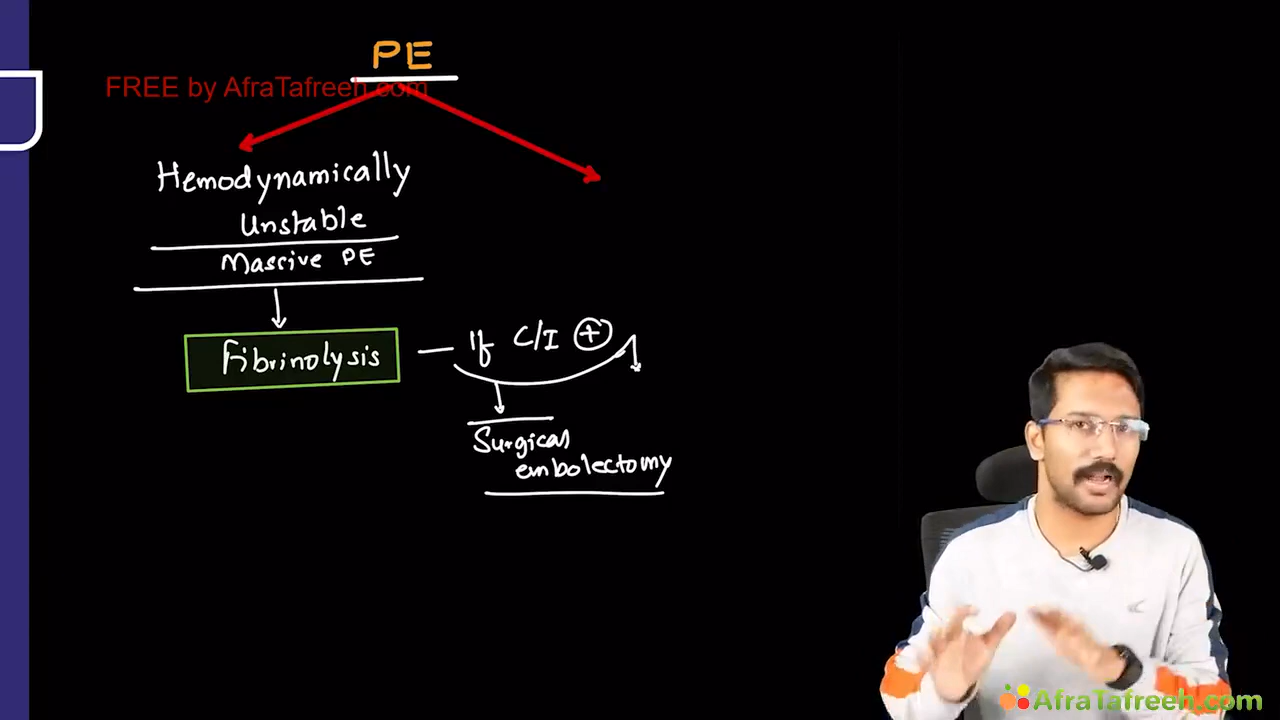 PE
FREE by AfraTafreeh.com
Hemodynamically
Unstable
Massive PE
Fibrinolysis
If C/I +
Surgical
embolectomy
AfraTafreeh.com